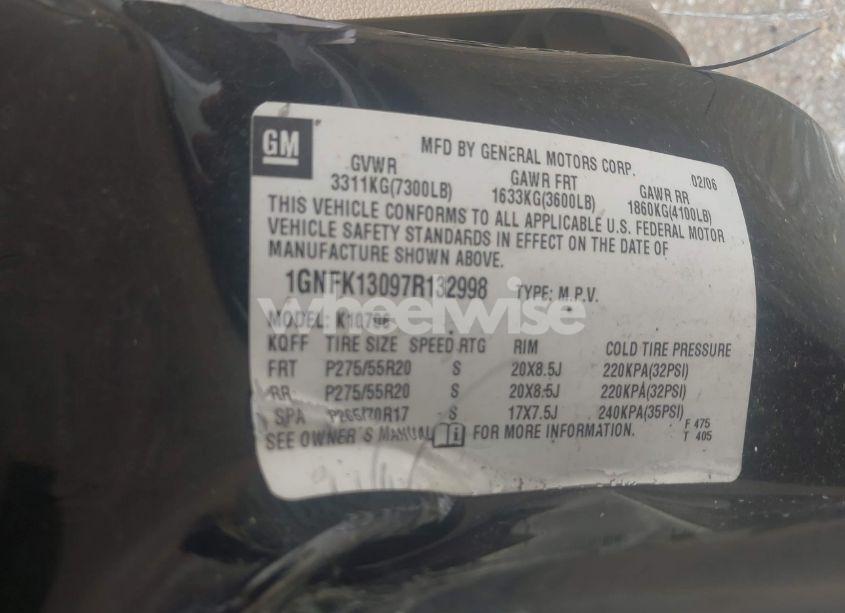 GM
MFD BY GENERAL MOTORS CORP. 02/06
GVWR GAWR FRT GAWR RR
3311KG(7300LB) 1633KG(3600LB) 1860KG(4100LB)
THIS VEHICLE CONFORMS TO ALL APPLICABLE U.S. FEDERAL MOTOR
VEHICLE SAFETY STANDARDS IN EFFECT ON THE DATE OF
MANUFACTURE SHOWN ABOVE.
1GNFK13097R132998 TYPE: M.P.V.
wheelwise
MODEL: K10706
KQFF TIRE SIZE SPEED RTG RIM COLD TIRE PRESSURE
FRT P275/55R20 S 20X8.5J 220KPA(32PSI)
RR P275/55R20 S 20X8.5J 220KPA(32PSI)
SPA P265/70R17 S 17X7.5J 240KPA(35PSI)
SEE OWNER'S MANUAL FOR MORE INFORMATION. F 475
T 405